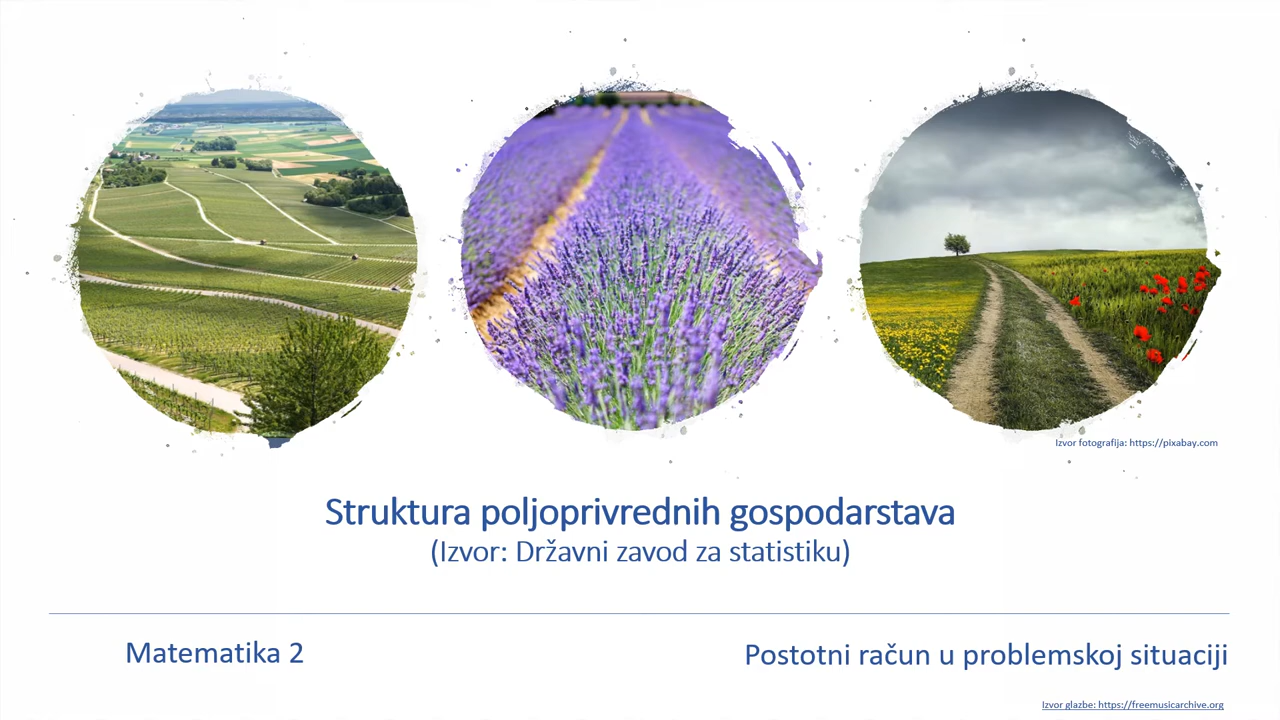 Izvor fotografija: https://pixabay.com
Struktura poljoprivrednih gospodarstava
(Izvor: Državni zavod za statistiku)
Matematika 2
Postotni račun u problemskoj situaciji
Izvor glazbe: https://freemusicarchive.org